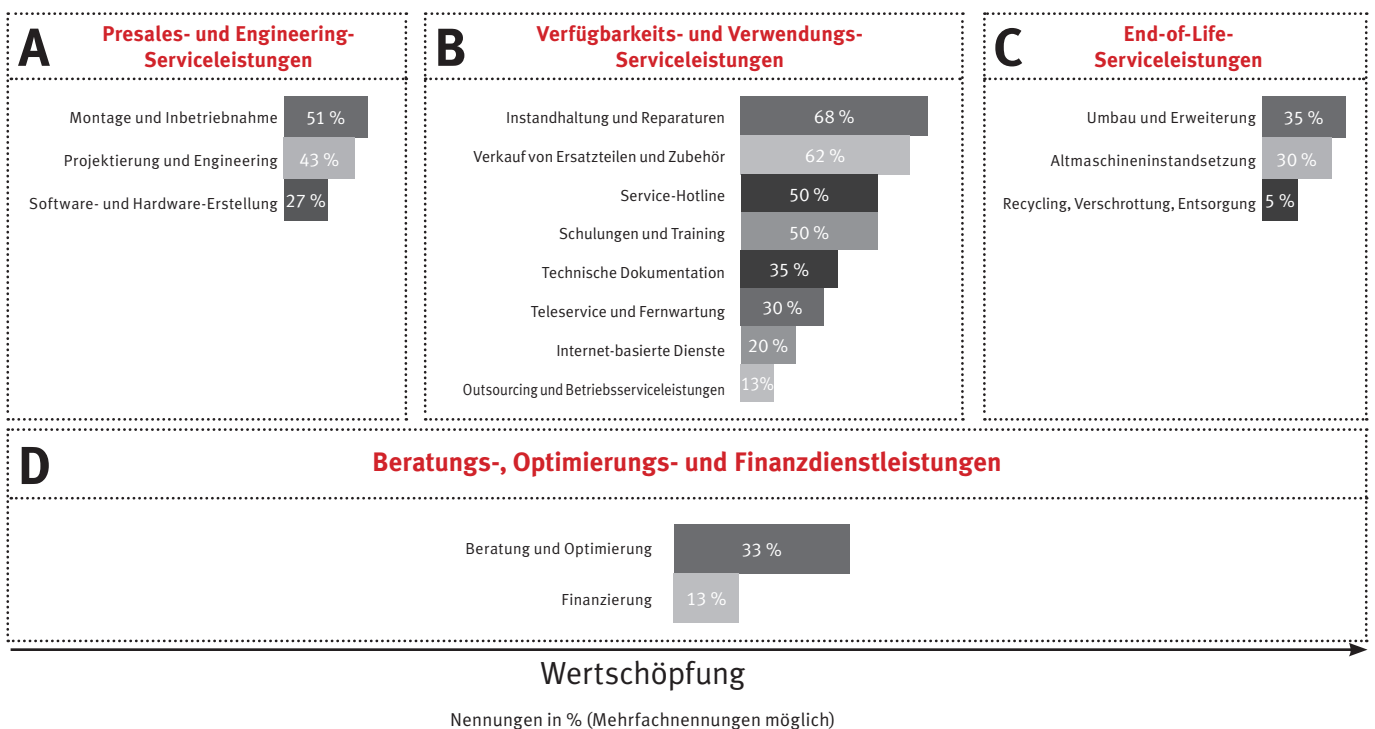 A
Presales- und Engineering-
Serviceleistungen
Montage und Inbetriebnahme 51 %
Projektierung und Engineering 43 %
Software- und Hardware-Erstellung 27 %
B
Verfügbarkeits- und Verwendungs-
Serviceleistungen
Instandhaltung und Reparaturen 68 %
Verkauf von Ersatzteilen und Zubehör 62 %
Service-Hotline 50 %
Schulungen und Training 50 %
Technische Dokumentation 35 %
Teleservice und Fernwartung 30 %
Internet-basierte Dienste 20 %
Outsourcing und Betriebsserviceleistungen 13%
C
End-of-Life-
Serviceleistungen
Umbau und Erweiterung 35 %
Altmaschineninstandsetzung 30 %
Recycling, Verschrottung, Entsorgung 5 %
D
Beratungs-, Optimierungs- und Finanzdienstleistungen
Beratung und Optimierung 33 %
Finanzierung 13 %
Wertschöpfung
Nennungen in % (Mehrfachnennungen möglich)